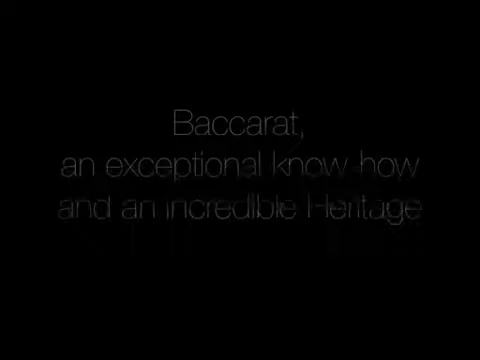 Baccarat,
an exceptional know-how
and an incredible Heritage